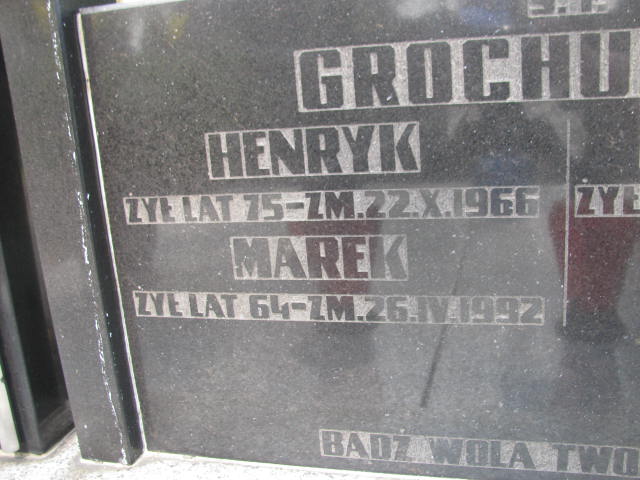 Ś.P.
GROCHU
HENRYK
ŻYŁ LAT 75-ZM.22.X.1966
ŻYŁ
MAREK
ŻYŁ LAT 64-ZM.26.IV.1992
BĄDŹ WOLA TWO